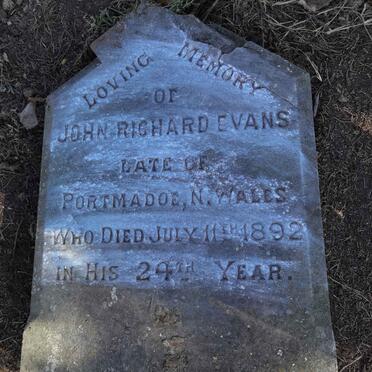 LOVING MEMORY
OF
JOHN RICHARD EVANS
LATE OF
PORTMADOC, N. WALES
WHO DIED JULY 11TH 1892
IN HIS 24TH YEAR.